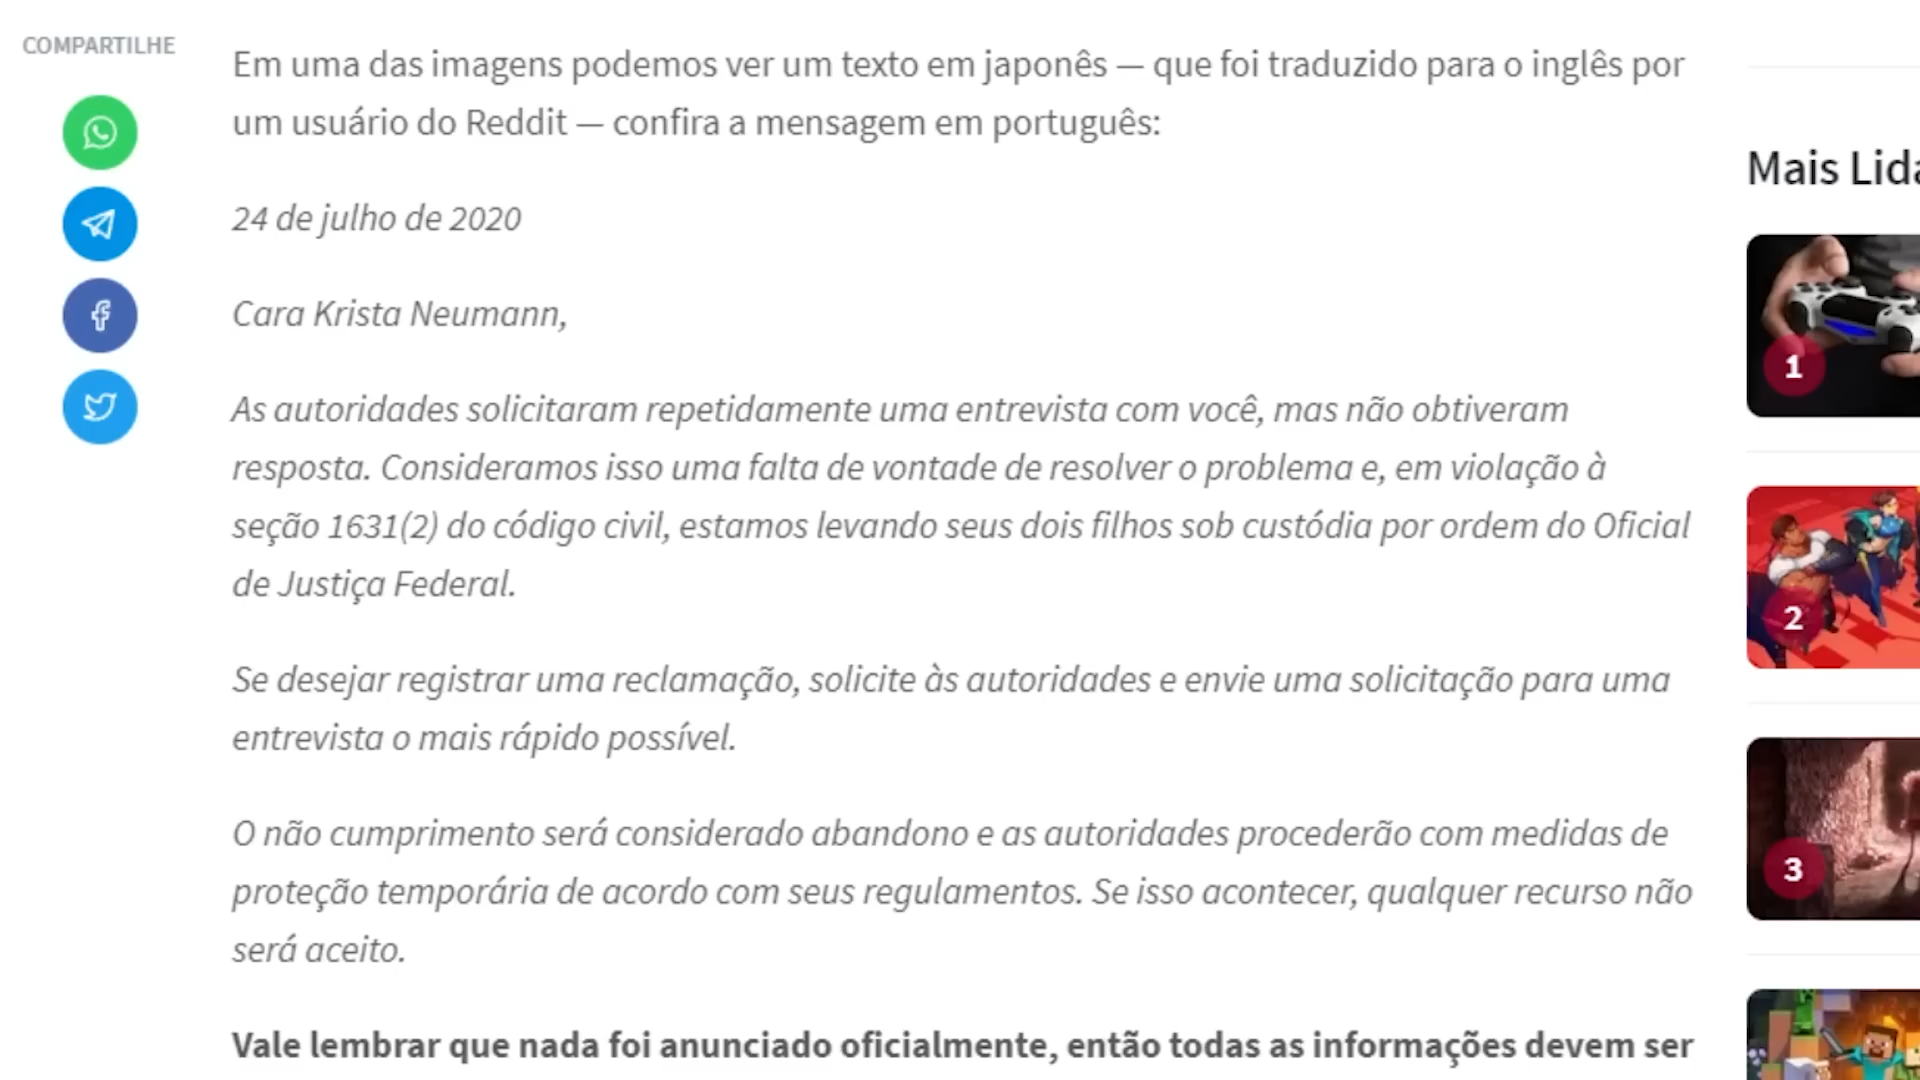 COMPARTILHE
Em uma das imagens podemos ver um texto em japonês — que foi traduzido para o inglês por
um usuário do Reddit — confira a mensagem em português:
24 de julho de 2020
Cara Krista Neumann,
As autoridades solicitaram repetidamente uma entrevista com você, mas não obtiveram
resposta. Consideramos isso uma falta de vontade de resolver o problema e, em violação à
seção 1631(2) do código civil, estamos levando seus dois filhos sob custódia por ordem do Oficial
de Justiça Federal.
Se desejar registrar uma reclamação, solicite às autoridades e envie uma solicitação para uma
entrevista o mais rápido possível.
O não cumprimento será considerado abandono e as autoridades procederão com medidas de
proteção temporária de acordo com seus regulamentos. Se isso acontecer, qualquer recurso não
será aceito.
Vale lembrar que nada foi anunciado oficialmente, então todas as informações devem ser
Mais
1
2
3